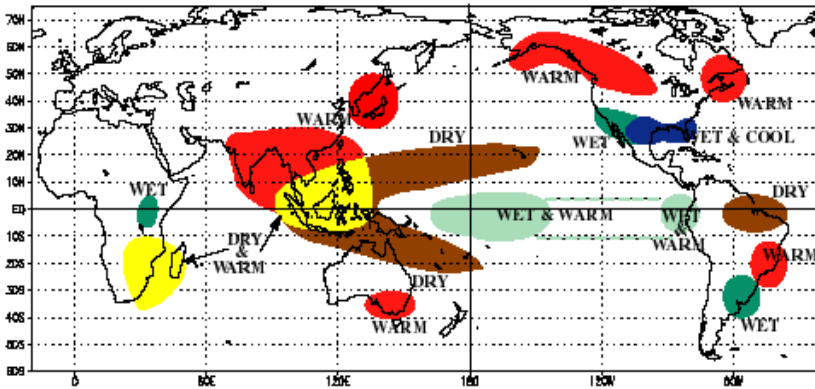 70N
60N
WARM
WARM
50N
40N
WARM
DRY
WET
WET & COOL
30N
20N
10N
WET
DRY
EQ
WET & WARM
WET
&
WARM
10S
DRY
&
WARM
20S
DRY
WARM
30S
WARM
WET
40S
50S
60S
0 60E 120E 180 120W 60W